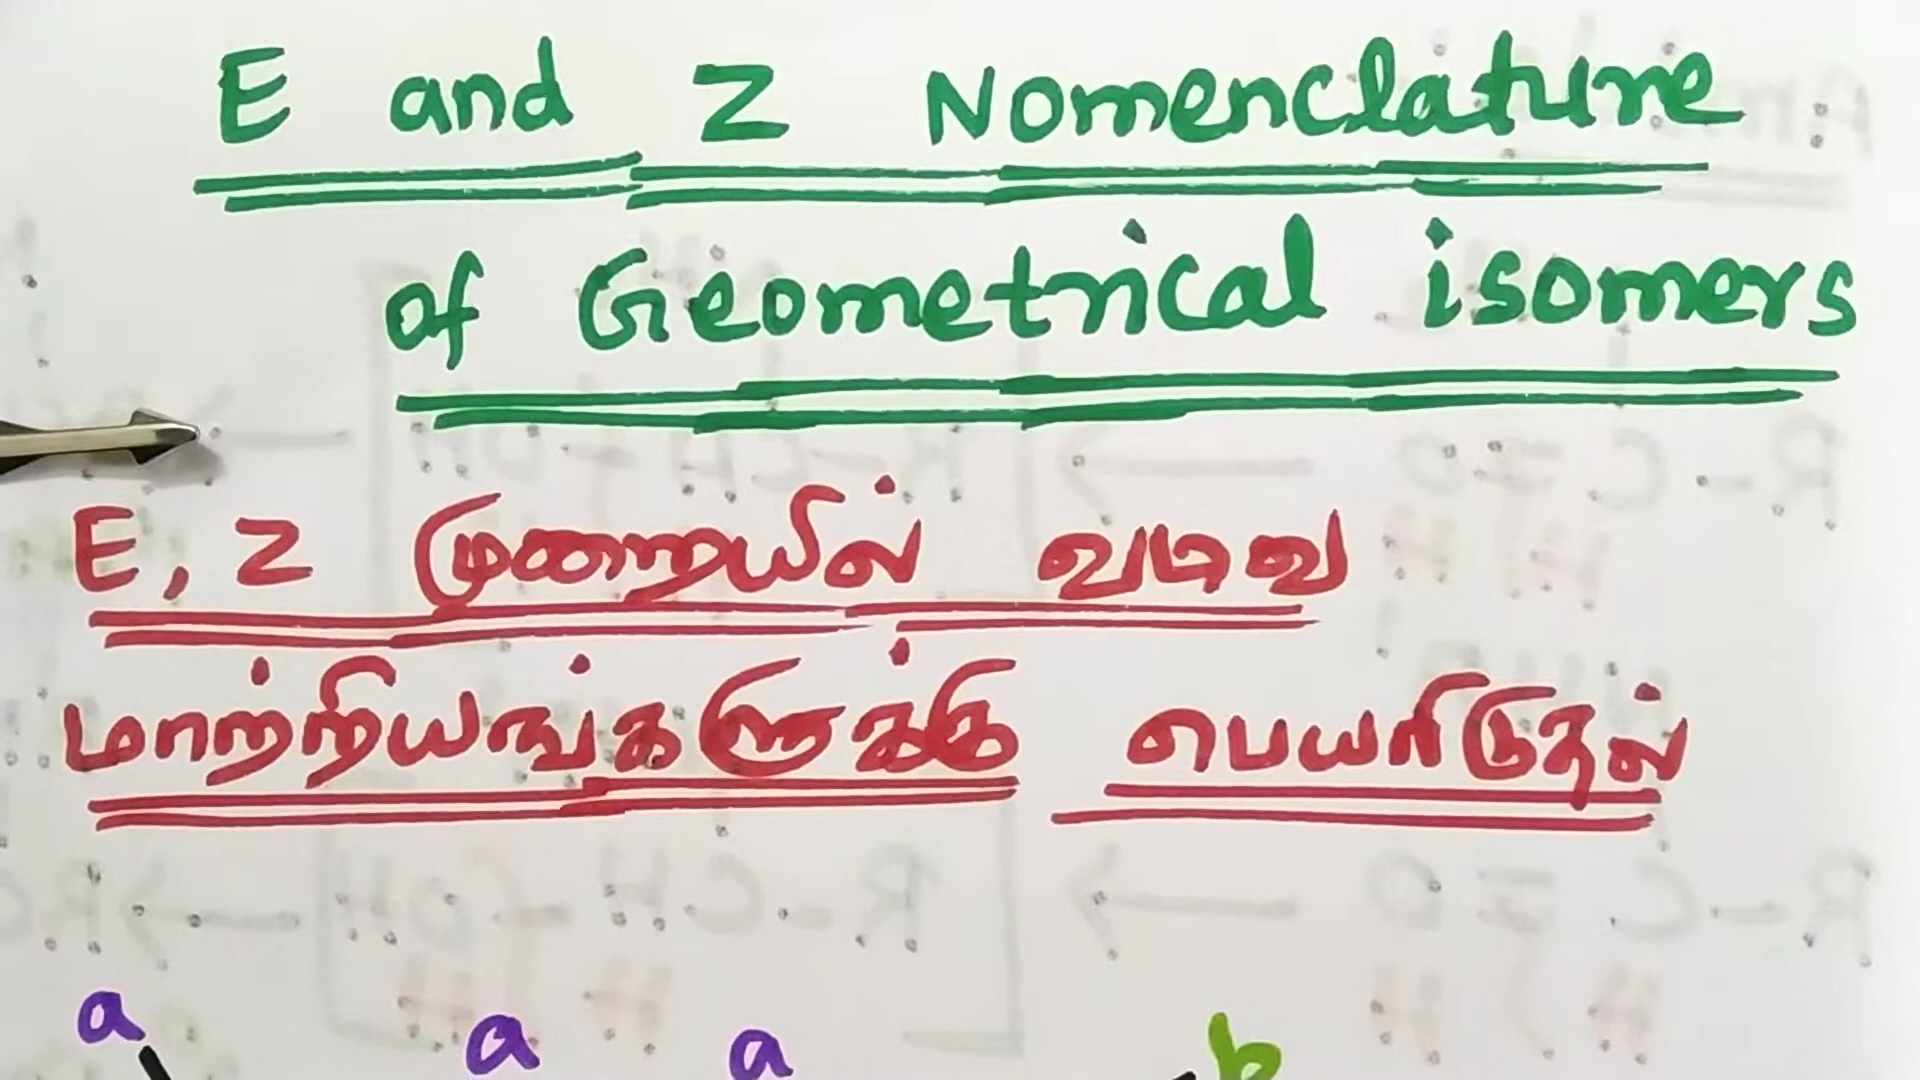 E and Z Nomenclature
of Geometrical isomers
E, Z முறையில் வடிவ
மாற்றியங்களுக்கு பெயரிடுதல்
a a a b